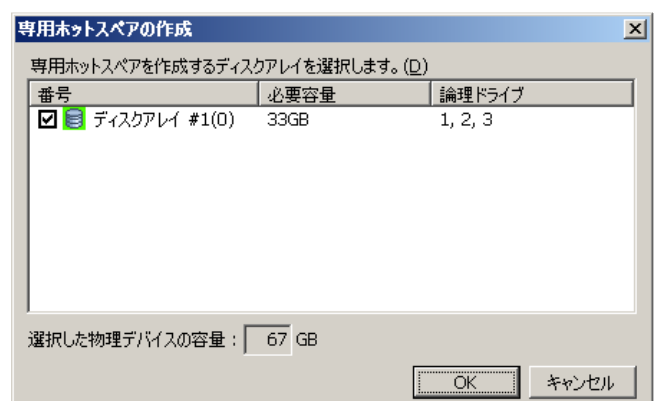 専用ホットスペアの作成
専用ホットスペアを作成するディスクアレイを選択します。(D)
番号 必要容量 論理ドライブ
ディスクアレイ #1(0) 33GB 1, 2, 3
選択した物理デバイスの容量： 67 GB
OK キャンセル